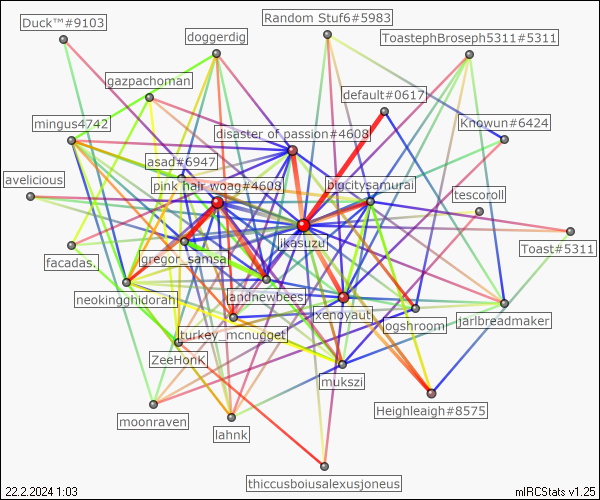 Random Stuf6#5983
Duck™#9103
doggerdig
ToastephBroseph5311#5311
gazpachoman
default#0617
mingus4742
disaster of passion#4608
Knowun#6424
asad#6947
avelicious
pink hair woag#4608
bigcitysamurai
tescoroll
jikasuzu
Toast#5311
facadas.
gregor_samsa
neokingghidorah
landnewbees
xenoyaut
ogshroom
jarlbreadmaker
turkey_mcnugget
ZeeHonK
mukszi
Heighleaigh#8575
moonraven
lahnk
thiccusboiusalexusjoneus
22.2.2024 1:03
mIRCStats v1.25